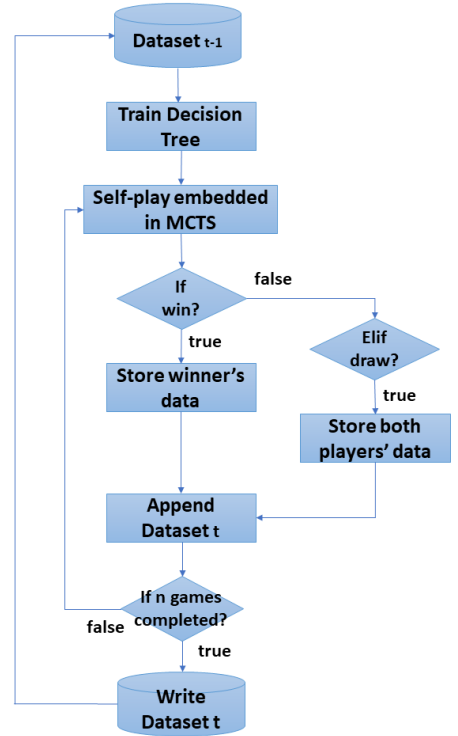 Dataset t-1
Train Decision
Tree
Self-play embedded
in MCTS
If
win?
false
true
Elif
draw?
true
Store winner's
data
Store both
players' data
Append
Dataset t
If n games
completed?
false
true
Write
Dataset t